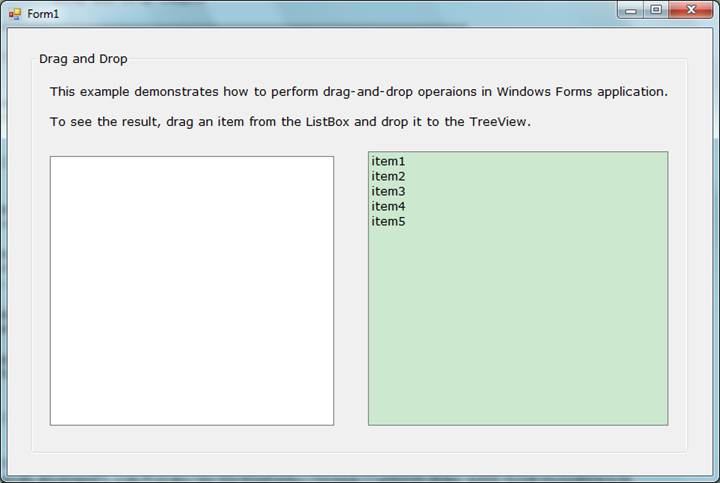 Form1
Drag and Drop
This example demonstrates how to perform drag-and-drop operaions in Windows Forms application.
To see the result, drag an item from the ListBox and drop it to the TreeView.
item1
item2
item3
item4
item5